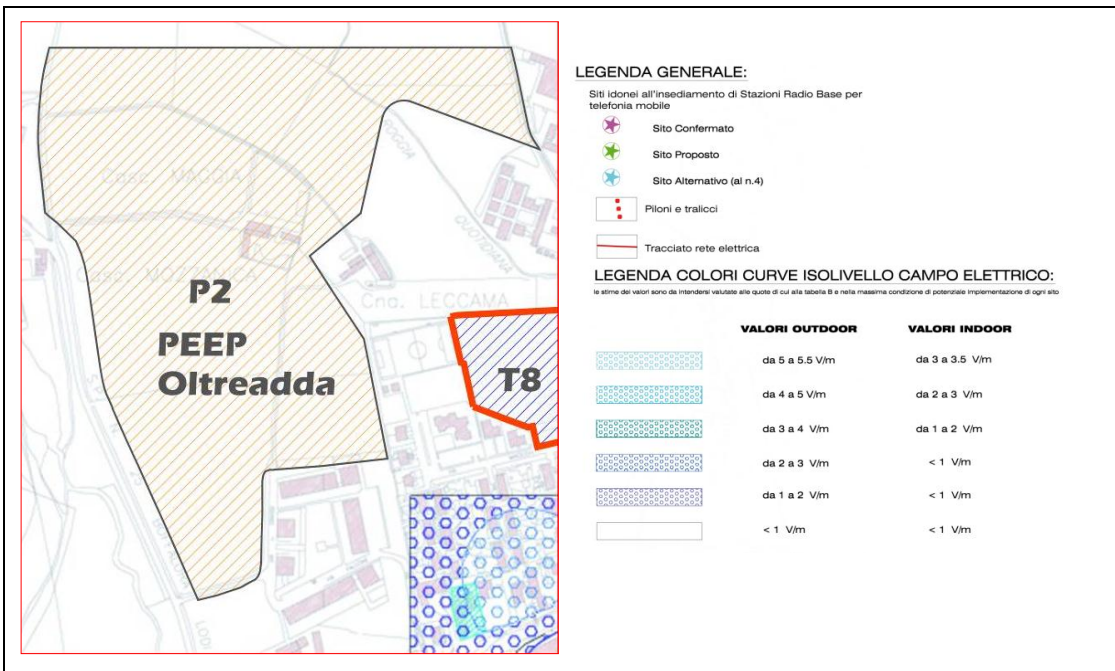 Casz. MAGGIA
ROGGIA
QUOTIDIANA
Cna. LECCAMA
P2
PEEP
Oltreadda
T8
LODI
LEGENDA GENERALE:
Siti idonei all'insediamento di Stazioni Radio Base per
telefonia mobile
Sito Confermato
Sito Proposto
Sito Alternativo (al n.4)
Piloni e tralicci
Tracciato rete elettrica
LEGENDA COLORI CURVE ISOLIVELLO CAMPO ELETTRICO:
le stime dei valori sono da intendersi valutate alle quote di cui alla tabella B e nella massima condizione di potenziale implementazione di ogni sito
VALORI OUTDOOR VALORI INDOOR
da 5 a 5.5 V/m da 3 a 3.5 V/m
da 4 a 5 V/m da 2 a 3 V/m
da 3 a 4 V/m da 1 a 2 V/m
da 2 a 3 V/m < 1 V/m
da 1 a 2 V/m < 1 V/m
< 1 V/m < 1 V/m